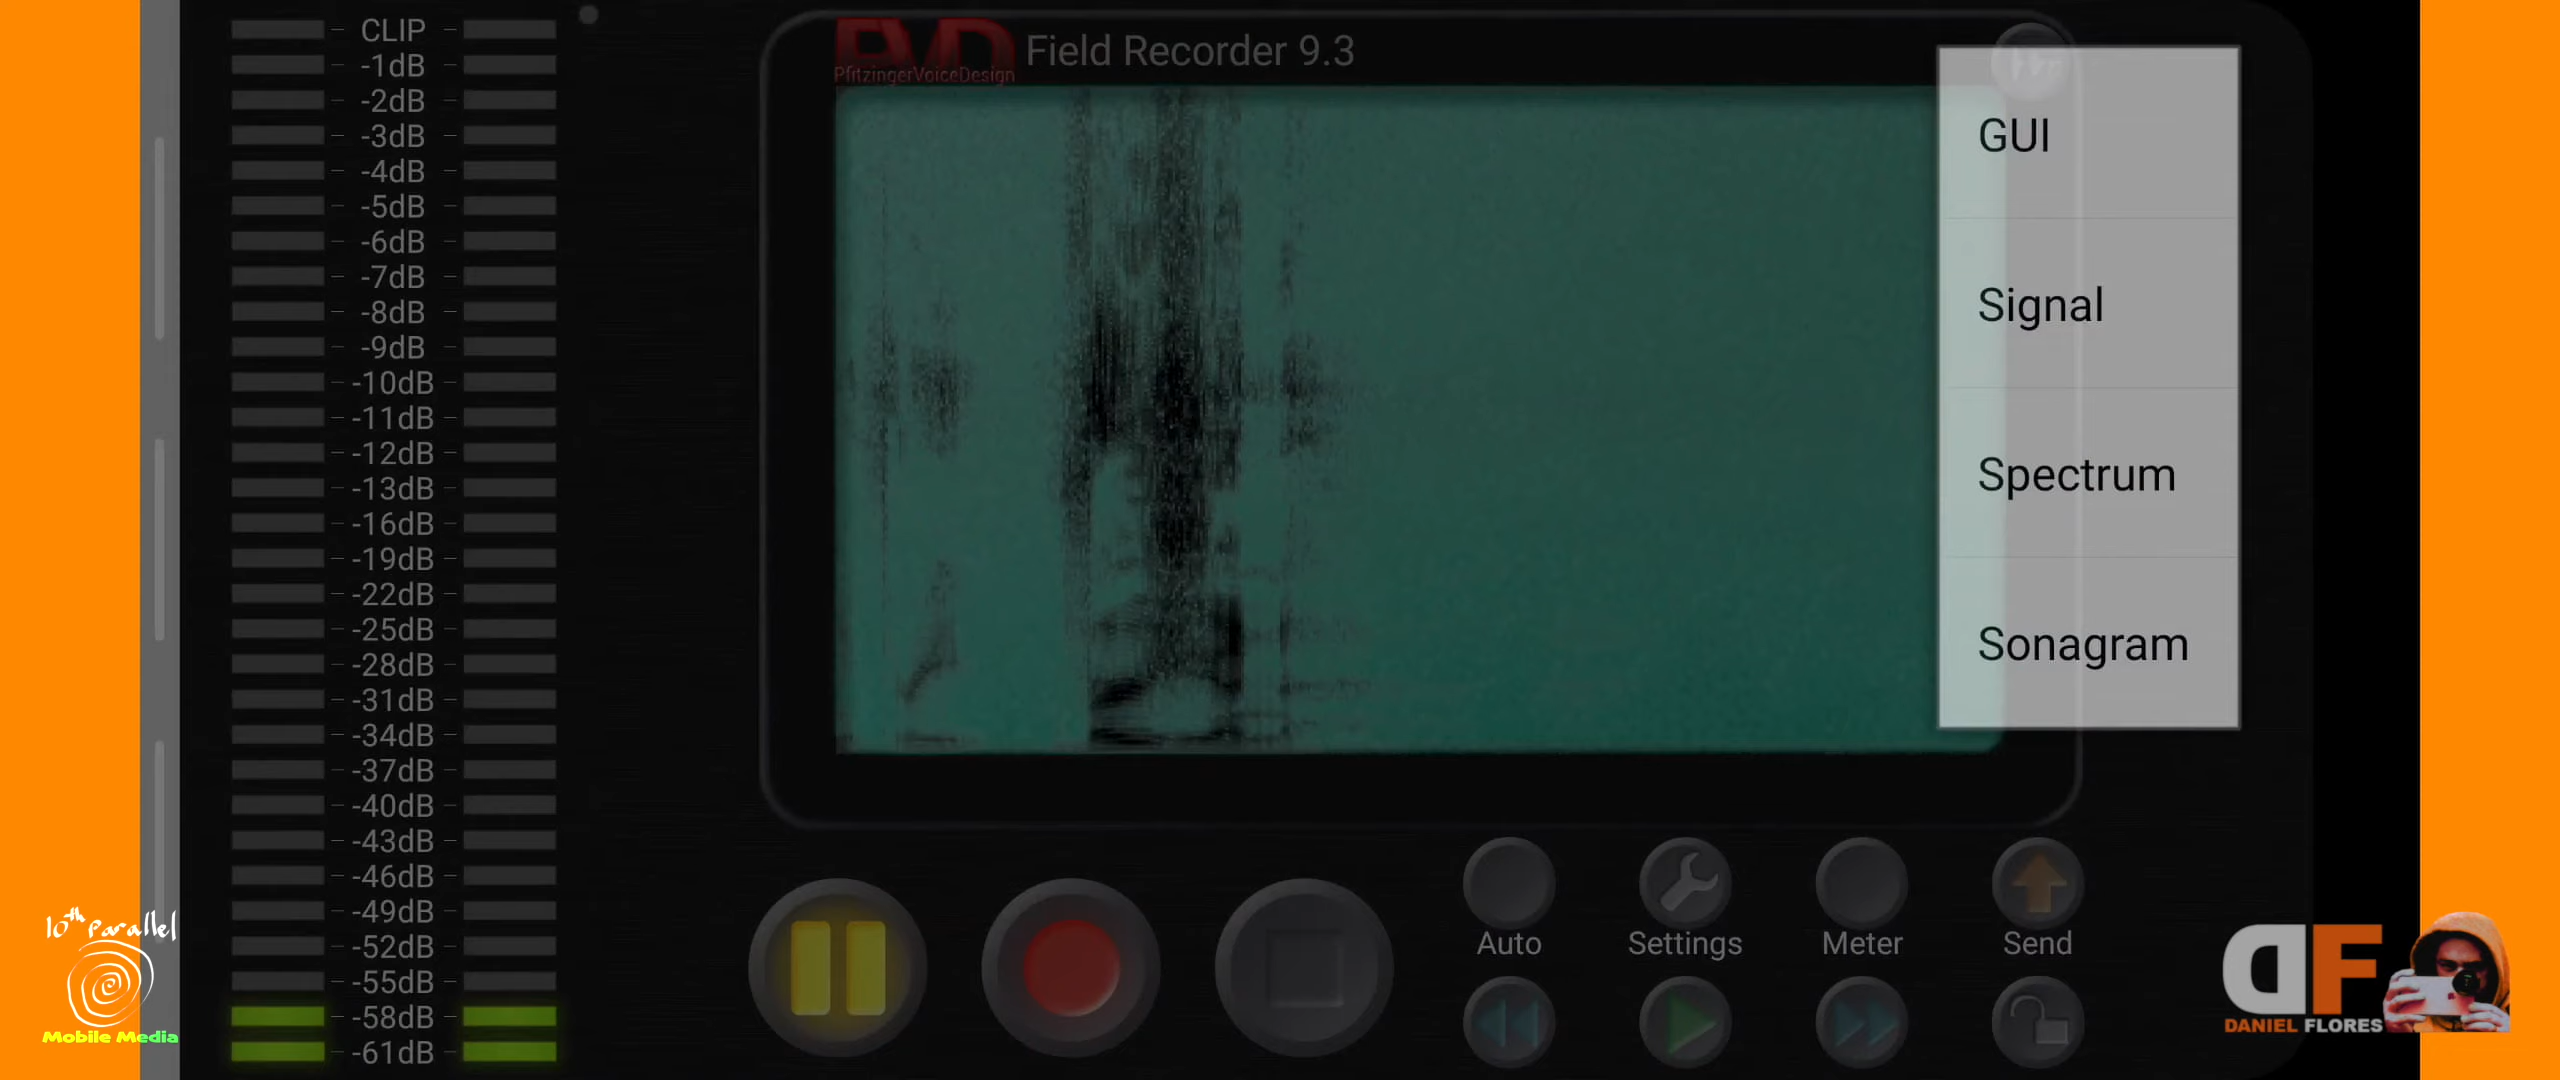 CLIP
-1dB
-2dB
-3dB
-4dB
-5dB
-6dB
-7dB
-8dB
-9dB
-10dB
-11dB
-12dB
-13dB
-16dB
-19dB
-22dB
-25dB
-28dB
-31dB
-34dB
-37dB
-40dB
-43dB
-46dB
-49dB
-52dB
-55dB
-58dB
-61dB
PVD
PfitzingerVoiceDesign
Field Recorder 9.3
GUI
Signal
Spectrum
Sonagram
Auto
Settings
Meter
Send
10th Parallel
Mobile Media
DF
DANIEL FLORES